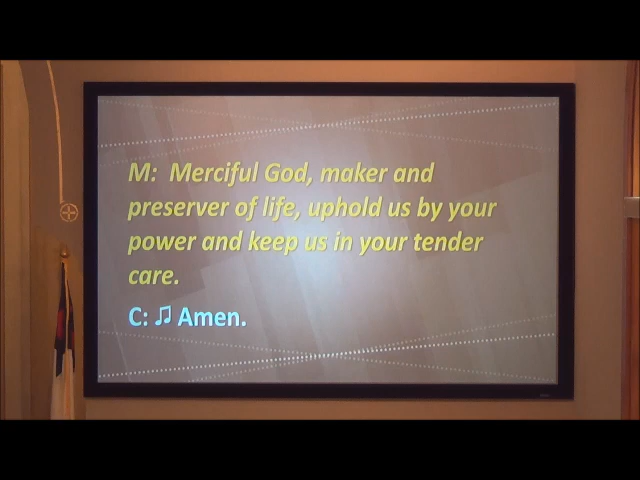 M: Merciful God, maker and
preserver of life, uphold us by your
power and keep us in your tender
care.
C: ♫ Amen.